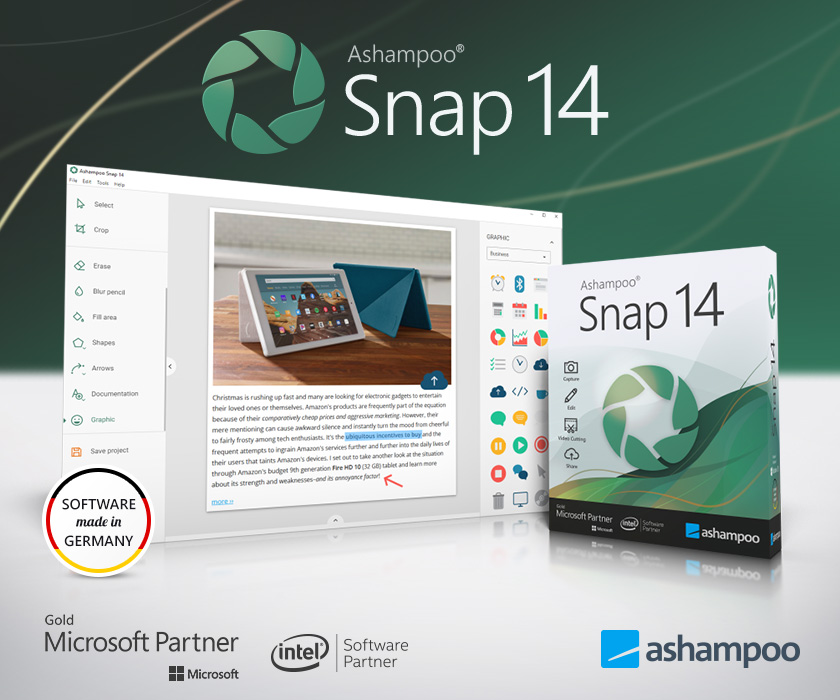 Ashampoo®
Snap 14
Ashampoo Snap 14
File Edit Tools Help
Select
Crop
Erase
Blur pencil
Fill area
Shapes
Arrows
Documentation
Graphic
Save project
Christmas is rushing up fast and many are looking for electronic gadgets to entertain
their loved ones or themselves. Amazon's products are frequently part of the equation
because of their comparatively cheap prices and aggressive marketing. However, their
mere mentioning can cause awkward silence and instantly turn the mood from cheerful
to fairly frosty among tech enthusiasts. It's the ubiquitous incentives to buy and the
frequent attempts to ingrain Amazon's services further and further into the daily lives of
their users that taints Amazon's devices. I set out to take another look at the situation
through Amazon's budget 9th generation Fire HD 10 (32 GB) tablet and learn more
about its strength and weaknesses–and its annoyance factor!
more »
GRAPHIC
Business
Ashampoo®
Snap 14
Capture
Edit
Video Cutting
Share
Gold
Microsoft Partner
Microsoft
intel
Software
Partner
ashampoo
SNAP 14
SOFTWARE
made in
GERMANY
Gold
Microsoft Partner
Microsoft
intel
Software
Partner
ashampoo